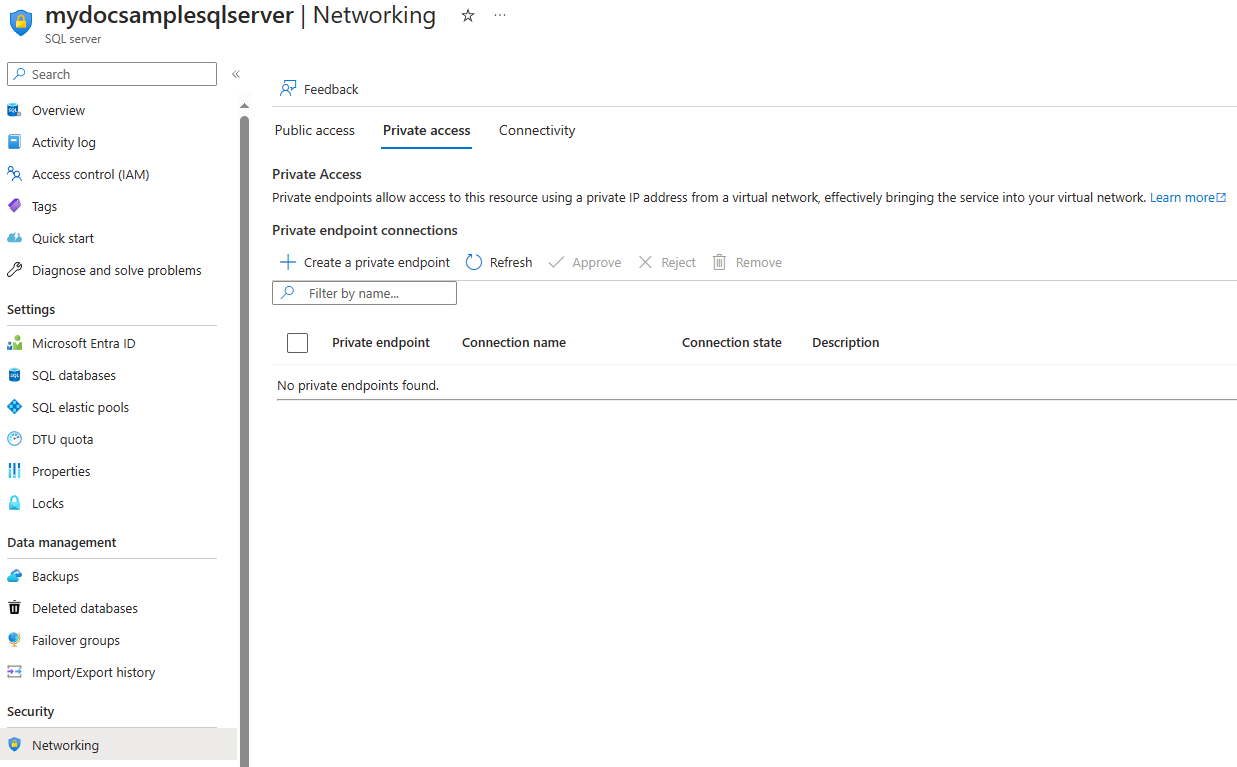 mydocsamplesqlserver | Networking
SQL server
Search
Overview
Activity log
Access control (IAM)
Tags
Quick start
Diagnose and solve problems
Settings
Microsoft Entra ID
SQL databases
SQL elastic pools
DTU quota
Properties
Locks
Data management
Backups
Deleted databases
Failover groups
Import/Export history
Security
Networking
Feedback
Public access Private access Connectivity
Private Access
Private endpoints allow access to this resource using a private IP address from a virtual network, effectively bringing the service into your virtual network. Learn more
Private endpoint connections
Create a private endpoint Refresh Approve Reject Remove
Filter by name...
Private endpoint Connection name Connection state Description
No private endpoints found.